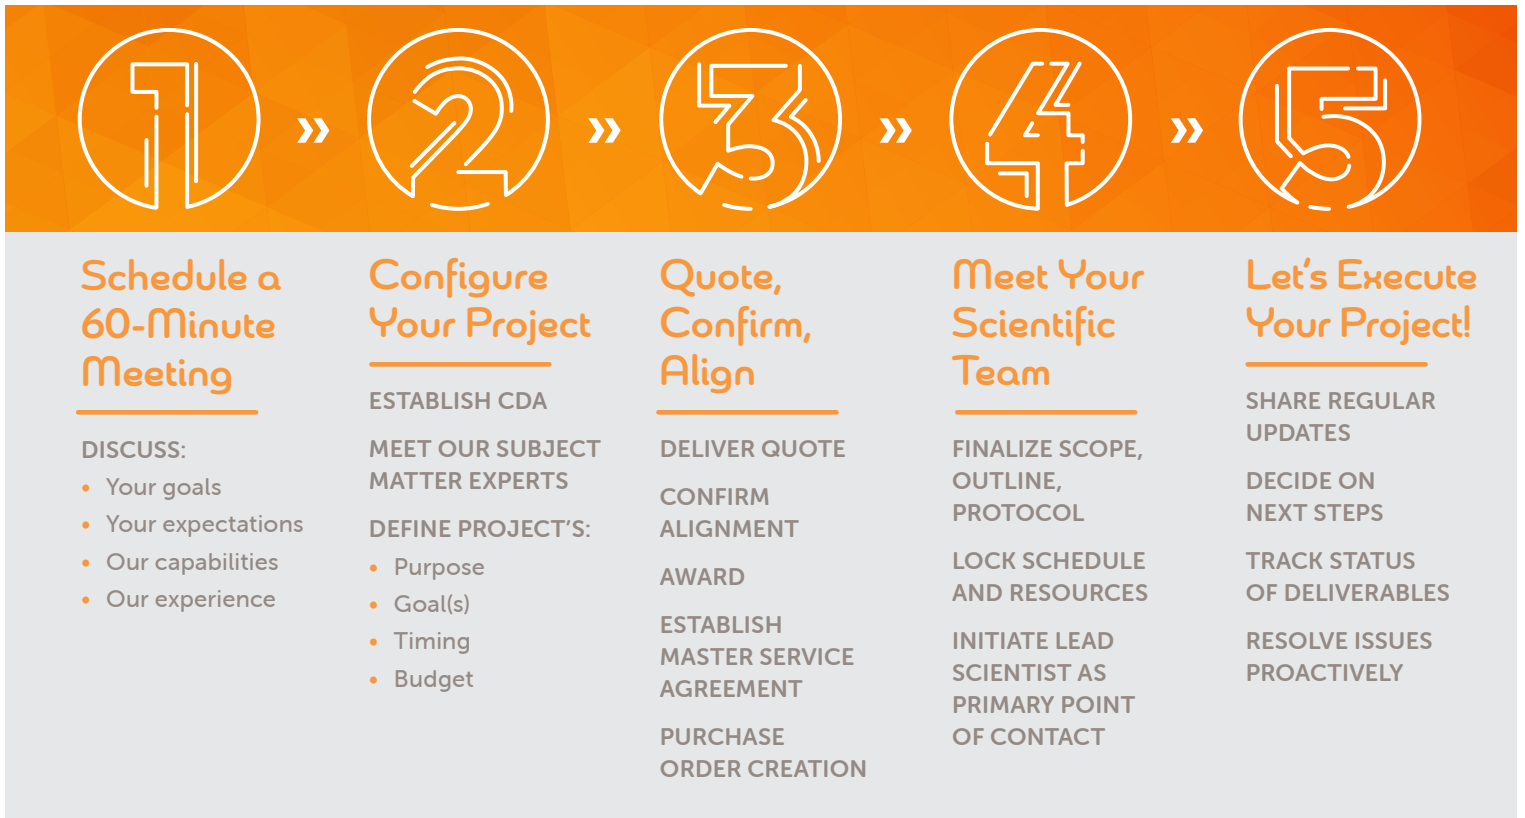 1
»
2
»
3
»
4
»
5
Schedule a
60-Minute
Meeting
DISCUSS:
• Your goals
• Your expectations
• Our capabilities
• Our experience
Configure
Your Project
ESTABLISH CDA
MEET OUR SUBJECT
MATTER EXPERTS
DEFINE PROJECT'S:
• Purpose
• Goal(s)
• Timing
• Budget
Quote,
Confirm,
Align
DELIVER QUOTE
CONFIRM
ALIGNMENT
AWARD
ESTABLISH
MASTER SERVICE
AGREEMENT
PURCHASE
ORDER CREATION
Meet Your
Scientific
Team
FINALIZE SCOPE,
OUTLINE,
PROTOCOL
LOCK SCHEDULE
AND RESOURCES
INITIATE LEAD
SCIENTIST AS
PRIMARY POINT
OF CONTACT
Let's Execute
Your Project!
SHARE REGULAR
UPDATES
DECIDE ON
NEXT STEPS
TRACK STATUS
OF DELIVERABLES
RESOLVE ISSUES
PROACTIVELY